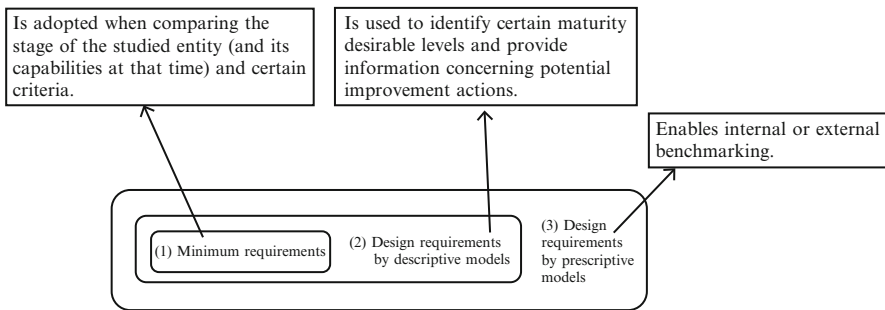 Is adopted when comparing the
stage of the studied entity (and its
capabilities at that time) and certain
criteria.
Is used to identify certain maturity
desirable levels and provide
information concerning potential
improvement actions.
Enables internal or external
benchmarking.
(1) Minimum requirements
(2) Design requirements
by descriptive models
(3) Design
requirements
by prescriptive
models